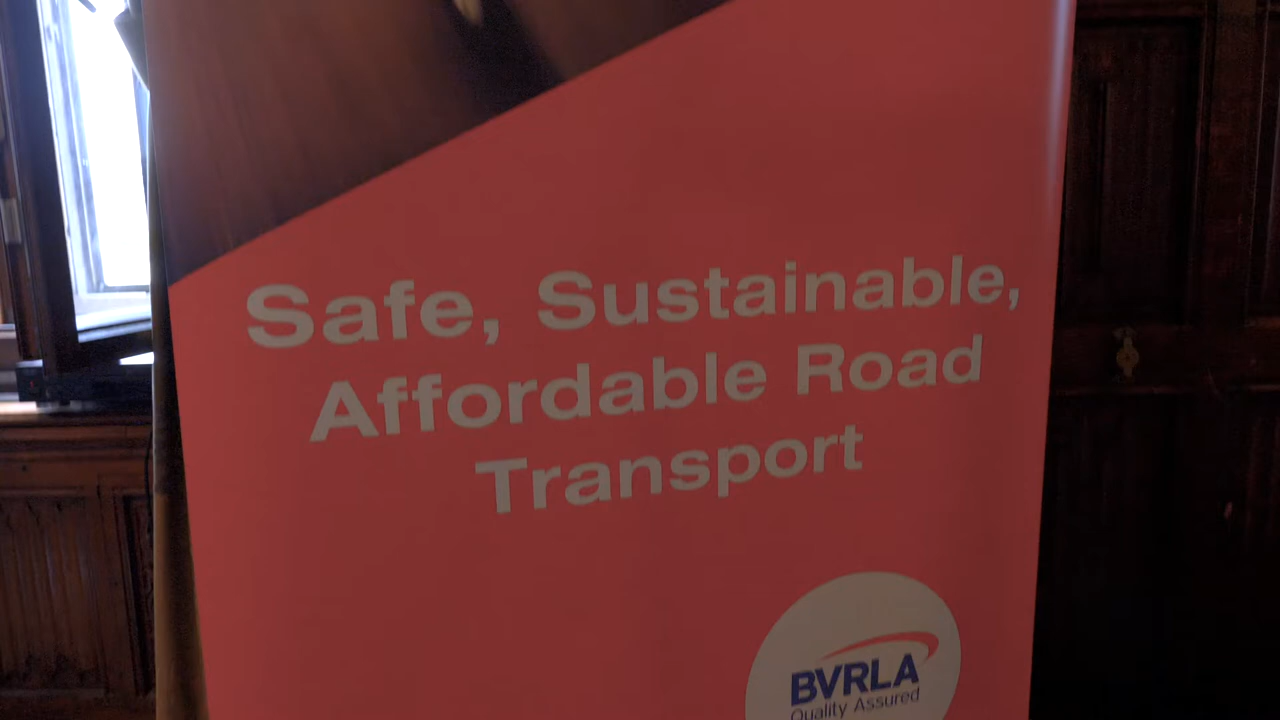 Safe, Sustainable,
Affordable Road
Transport
BVRLA
Quality Assured